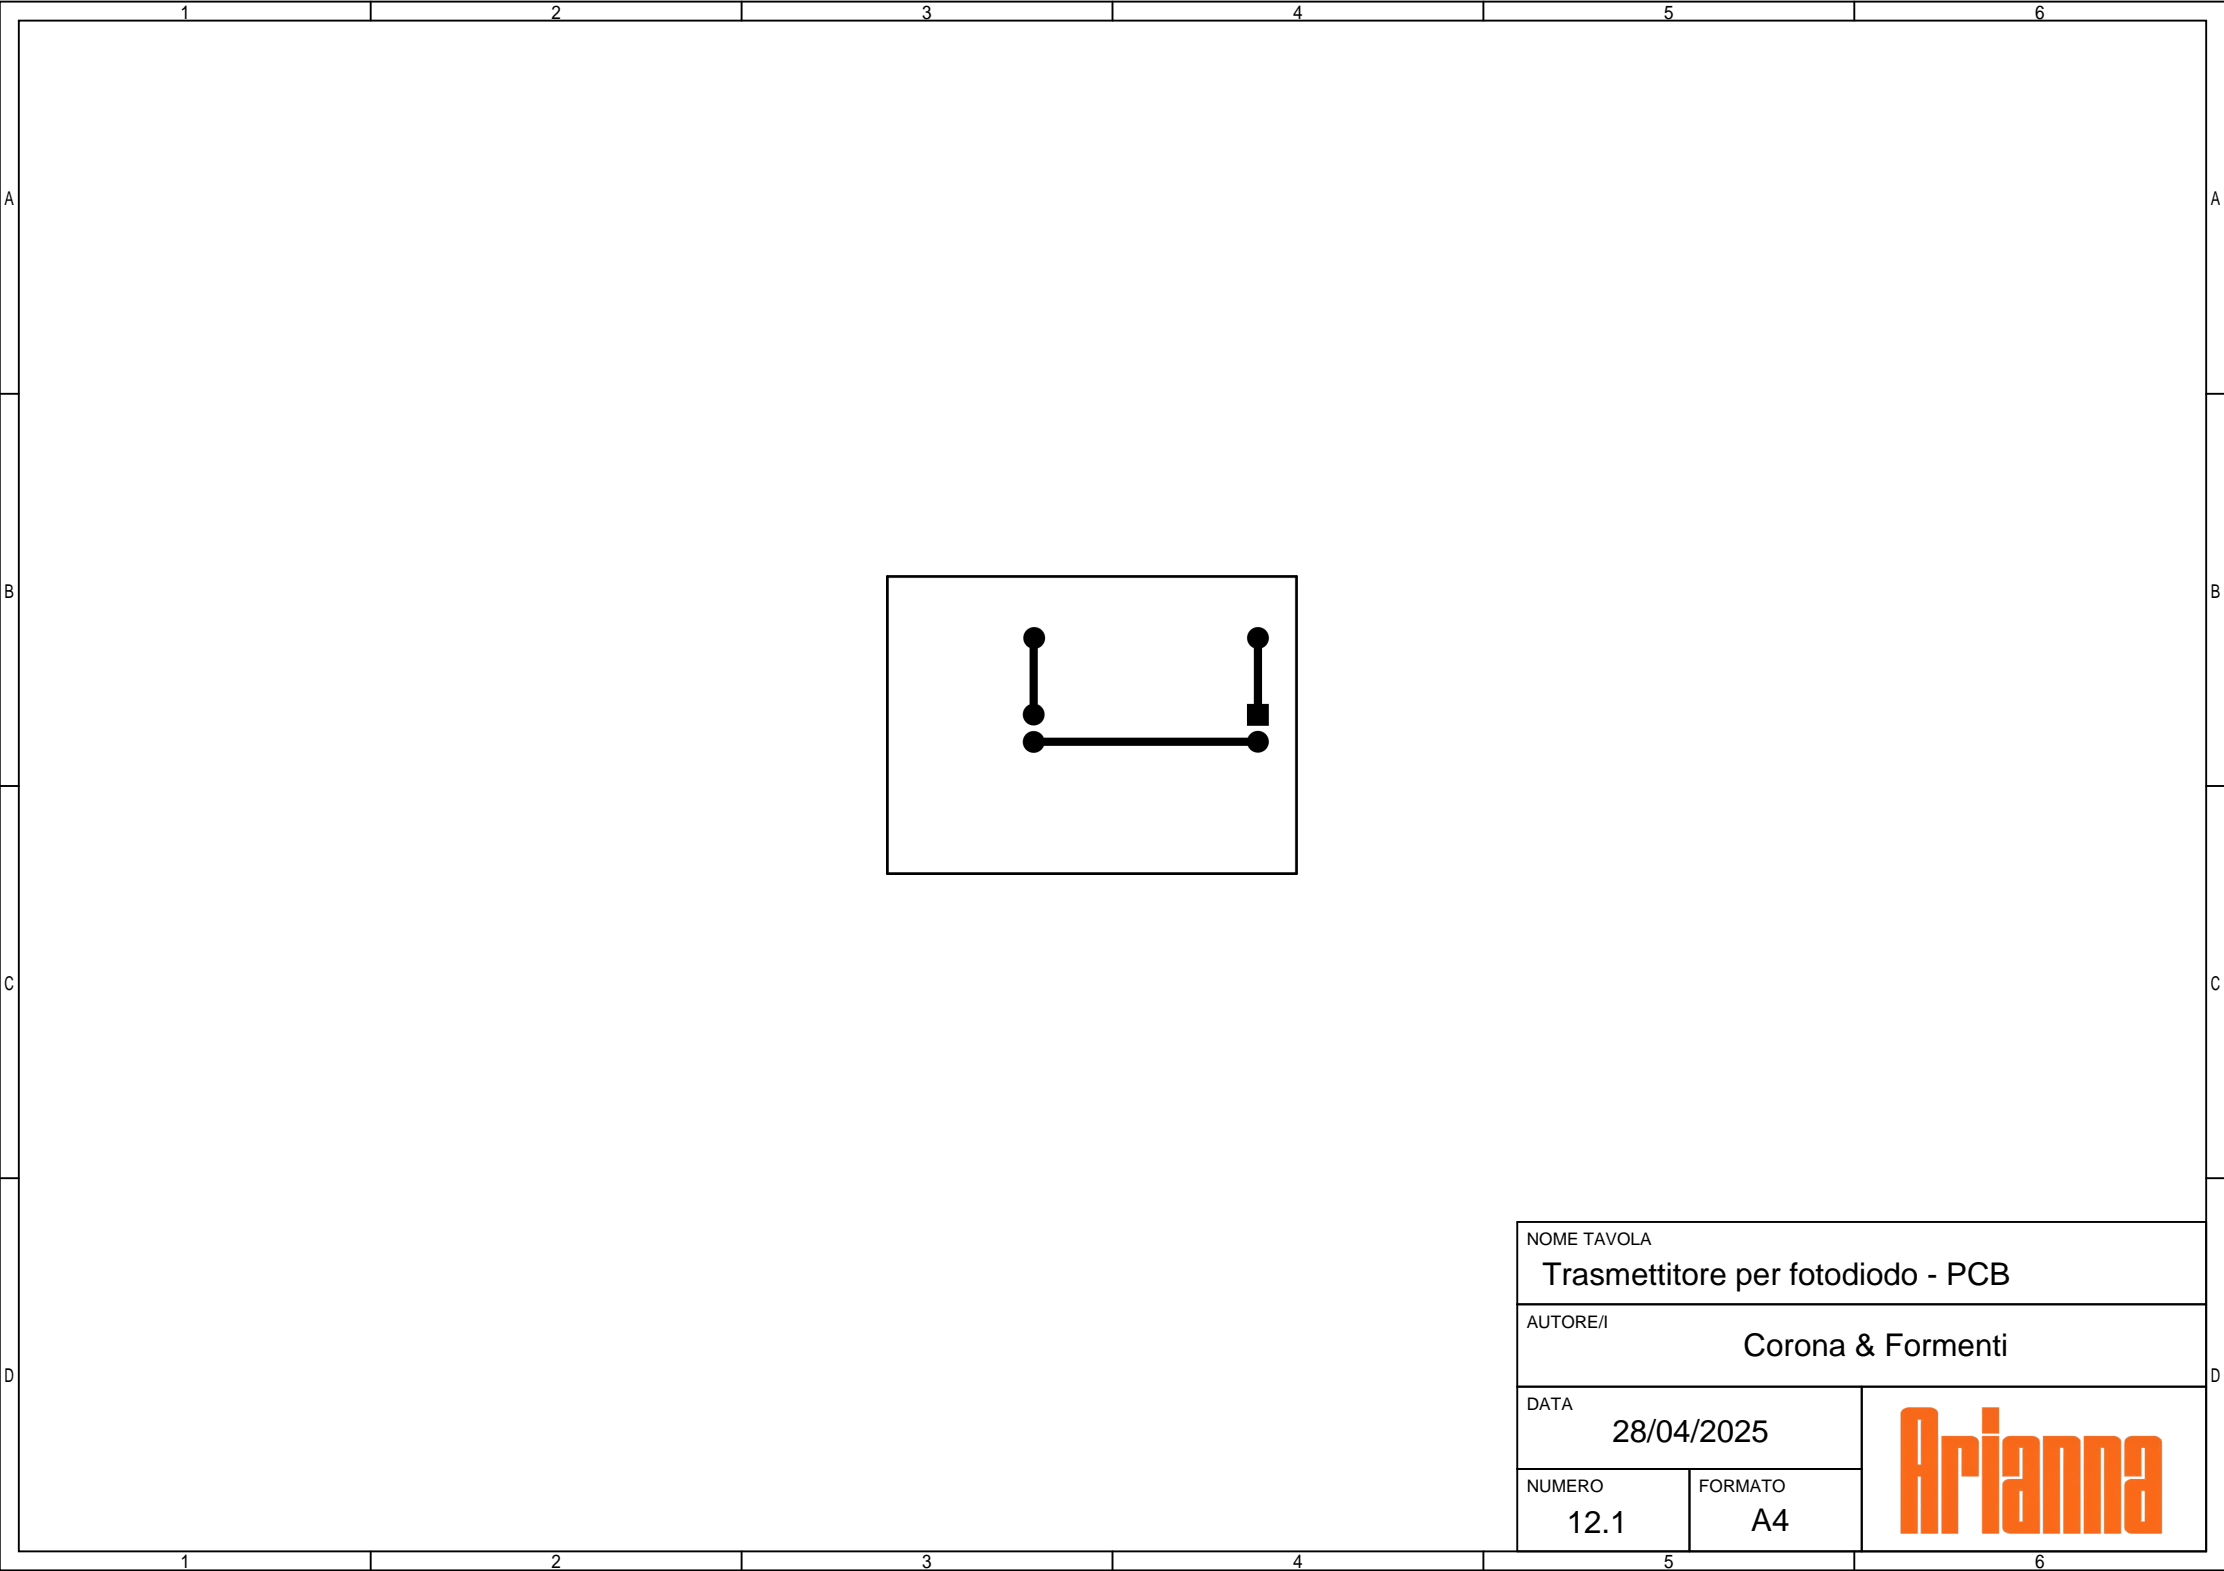 1 2 3 4 5 6
A A
B B
C C
D D
NOME TAVOLA
Trasmettitore per fotodiodo - PCB
AUTORE/I
Corona & Formenti
DATA
28/04/2025
NUMERO
12.1
FORMATO
A4
Arianna
1 2 3 4 5 6